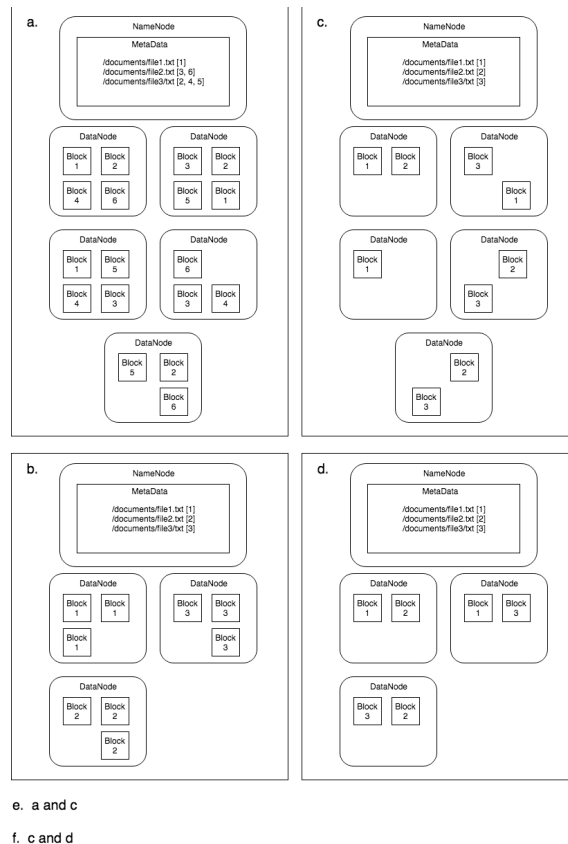 a.
NameNode
MetaData
/documents/file1.txt [1]
/documents/file2.txt [3, 6]
/documents/file3/txt [2, 4, 5]
DataNode
Block 1
Block 2
Block 4
Block 6
DataNode
Block 3
Block 2
Block 5
Block 1
DataNode
Block 1
Block 5
Block 4
Block 3
DataNode
Block 6
Block 3
Block 4
DataNode
Block 5
Block 2
Block 6
c.
NameNode
MetaData
/documents/file1.txt [1]
/documents/file2.txt [2]
/documents/file3/txt [3]
DataNode
Block 1
Block 2
DataNode
Block 3
Block 1
DataNode
Block 1
DataNode
Block 2
Block 3
DataNode
Block 2
Block 3
b.
NameNode
MetaData
/documents/file1.txt [1]
/documents/file2.txt [2]
/documents/file3/txt [3]
DataNode
Block 1
Block 1
Block 1
DataNode
Block 3
Block 3
Block 3
DataNode
Block 2
Block 2
Block 2
d.
NameNode
MetaData
/documents/file1.txt [1]
/documents/file2.txt [2]
/documents/file3/txt [3]
DataNode
Block 1
Block 2
DataNode
Block 1
Block 3
DataNode
Block 3
Block 2
e. a and c
f. c and d